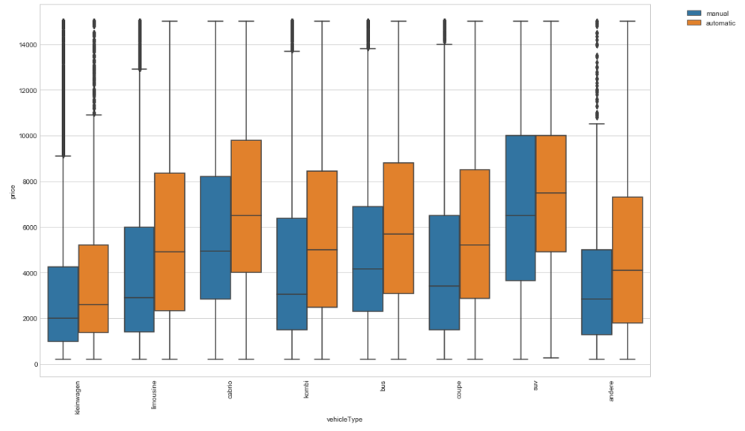 manual
automatic
14000
12000
10000
8000
6000
4000
2000
0
price
kleinwagen
limousine
cabrio
kombi
bus
coupe
suv
andere
vehicleType